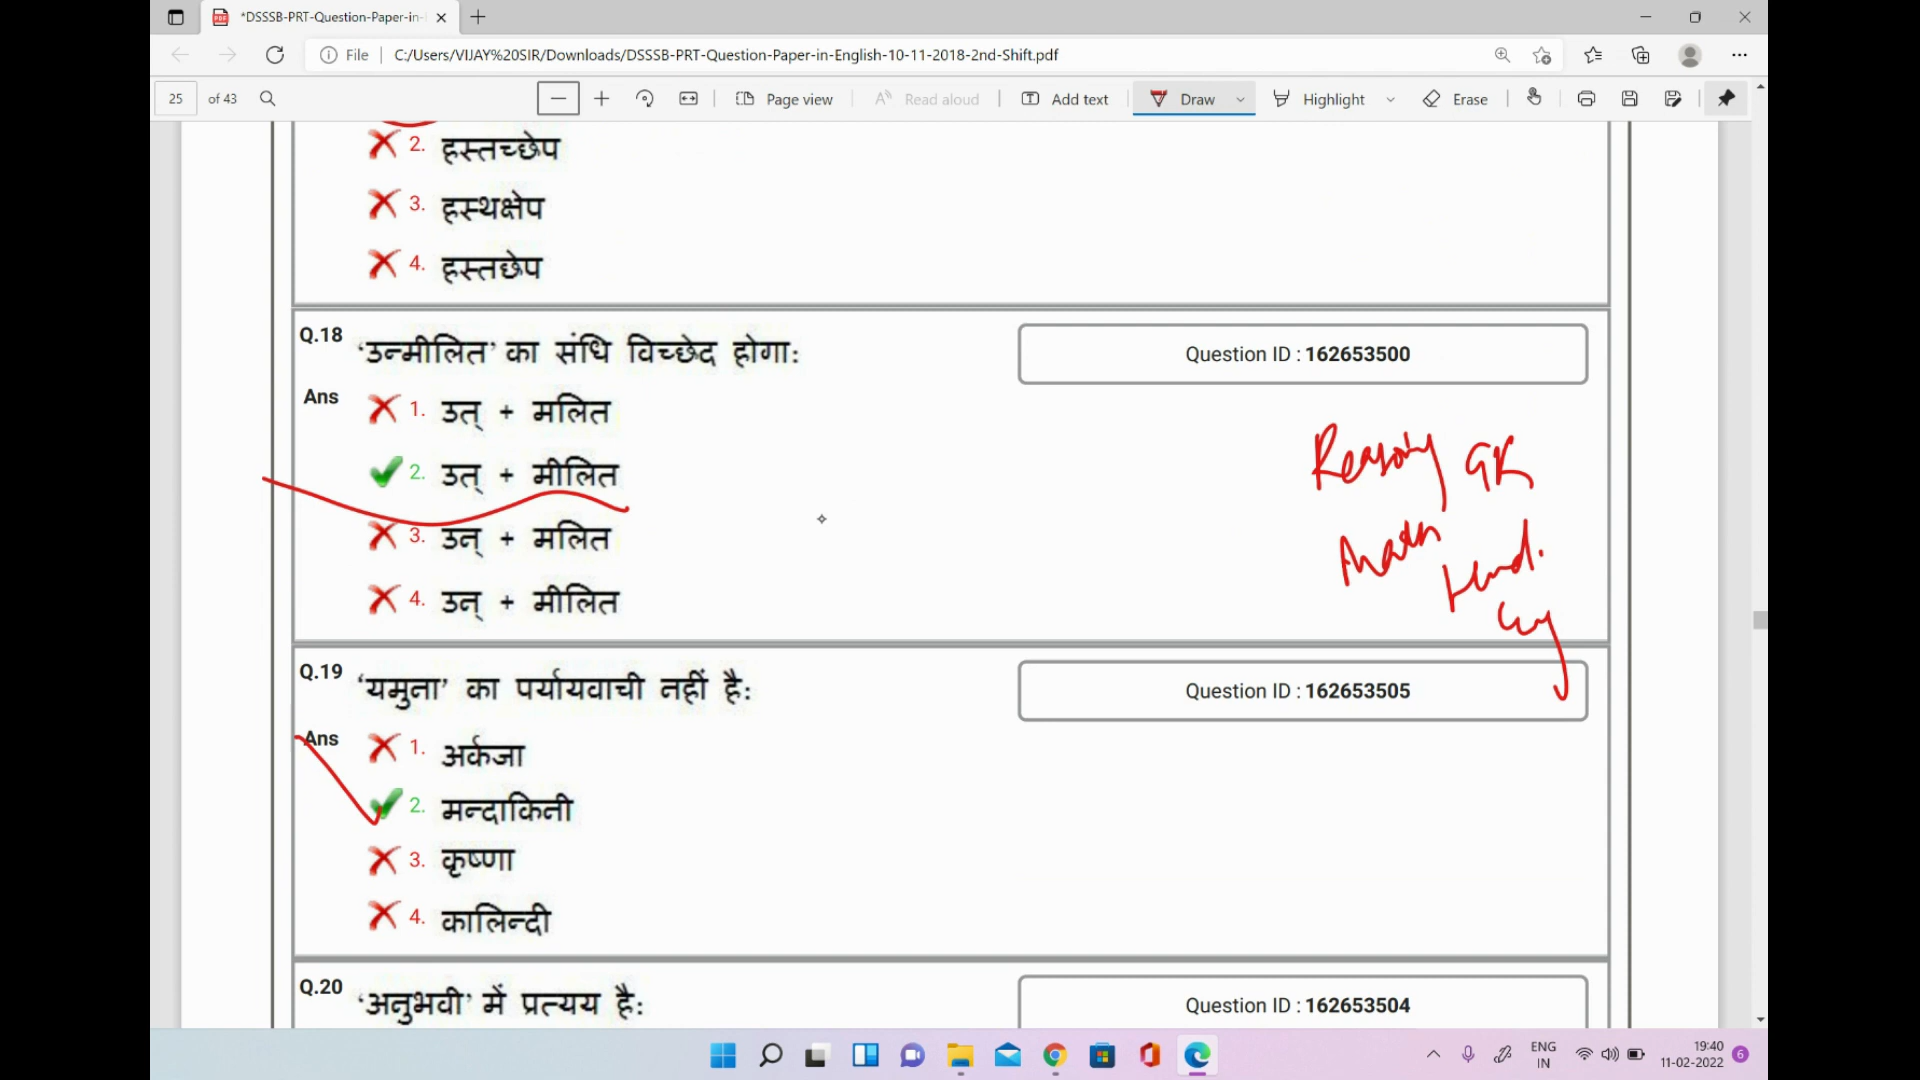 *DSSSB-PRT-Question-Paper-in-
File C:/Users/VIJAY%20SIR/Downloads/DSSSB-PRT-Question-Paper-in-English-10-11-2018-2nd-Shift.pdf
25 of 43 Page view Read aloud Add text Draw Highlight Erase
2. हस्तच्छेप
3. हस्थक्षेप
4. हस्तछेप
Q.18 ‘उन्मीलित’ का संधि विच्छेद होगा:
Question ID : 162653500
Ans 1. उत् + मलित
2. उत् + मीलित
3. उन् + मलित
4. उन् + मीलित
GK
Math
Q.19 ‘यमुना’ का पर्यायवाची नहीं है:
Question ID : 162653505
Ans 1. अर्कजा
2. मन्दाकिनी
3. कृष्णा
4. कालिन्दी
Q.20 ‘अनुभवी’ में प्रत्यय है:
Question ID : 162653504
ENG
IN
19:40
11-02-2022
6